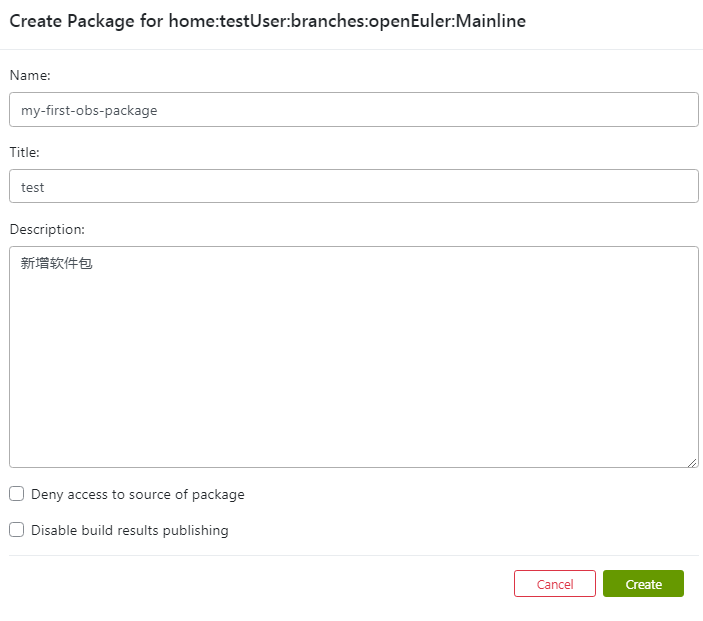 Create Package for home:testUser:branches:openEuler:Mainline
Name:
my-first-obs-package
Title:
test
Description:
新增软件包
Deny access to source of package
Disable build results publishing
Cancel Create